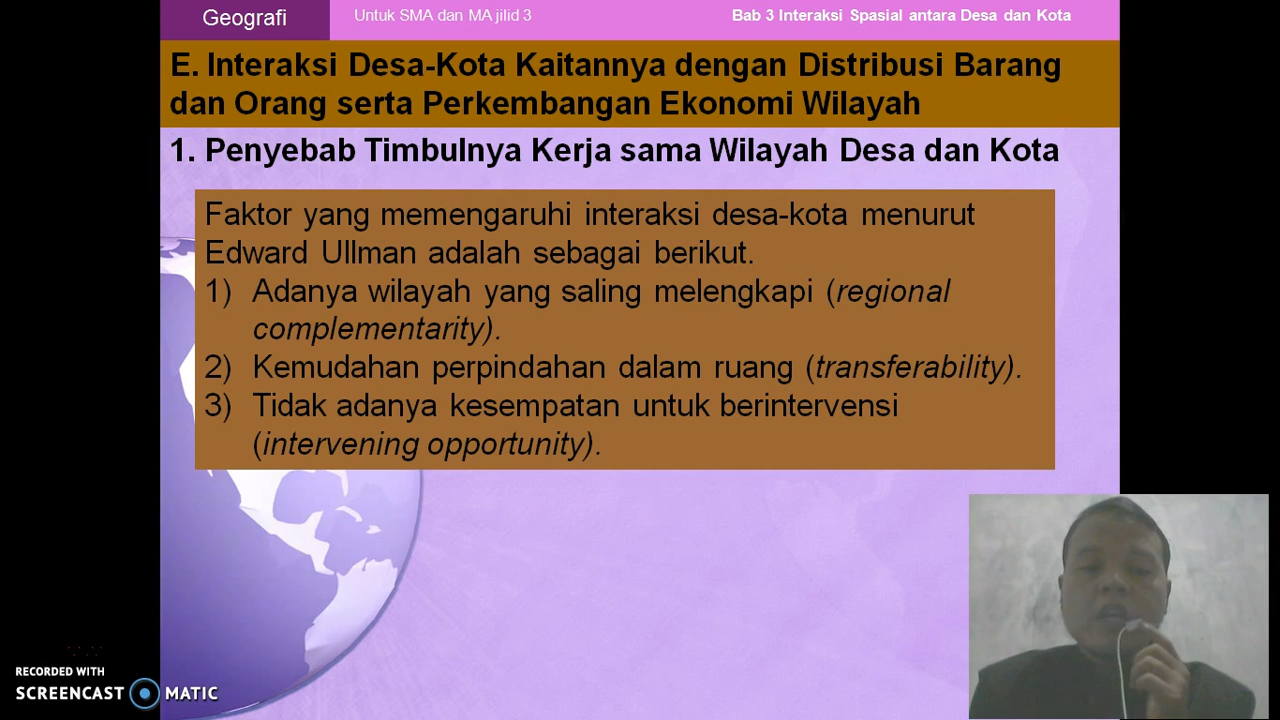 Geografi
Untuk SMA dan MA jilid 3
Bab 3 Interaksi Spasial antara Desa dan Kota
E. Interaksi Desa-Kota Kaitannya dengan Distribusi Barang
dan Orang serta Perkembangan Ekonomi Wilayah
1. Penyebab Timbulnya Kerja sama Wilayah Desa dan Kota
Faktor yang memengaruhi interaksi desa-kota menurut
Edward Ullman adalah sebagai berikut.
1) Adanya wilayah yang saling melengkapi (regional
complementarity).
2) Kemudahan perpindahan dalam ruang (transferability).
3) Tidak adanya kesempatan untuk berintervensi
(intervening opportunity).
RECORDED WITH
SCREENCAST MATIC